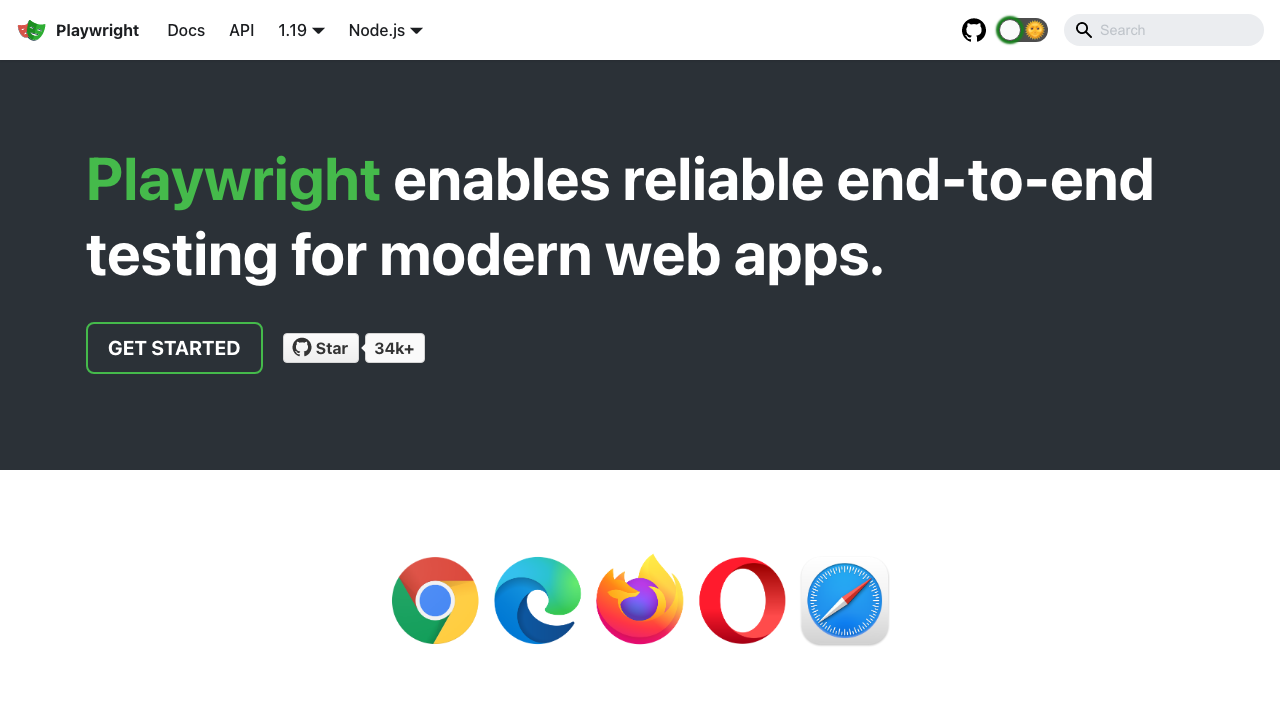 Playwright Docs API 1.19 Node.js Search
Playwright enables reliable end-to-end
testing for modern web apps.
GET STARTED Star 34k+